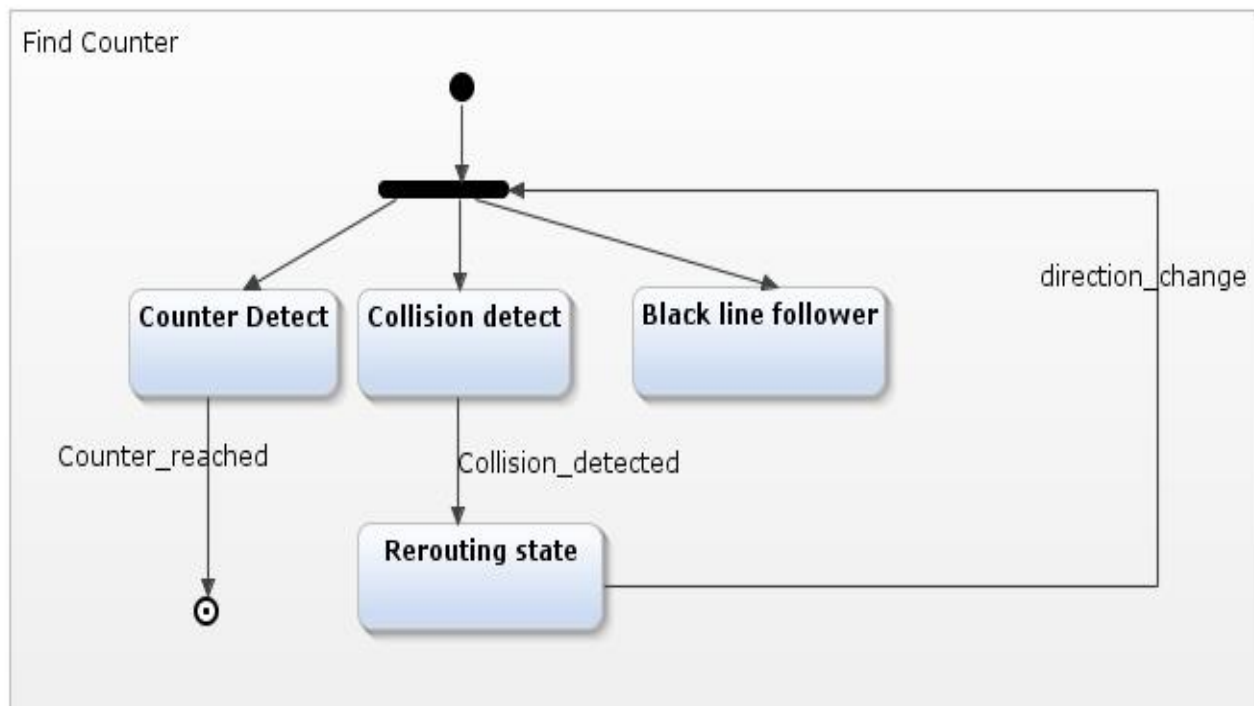 Find Counter
direction_change
Counter Detect
Collision detect
Black line follower
Counter_reached
Collision_detected
Rerouting state